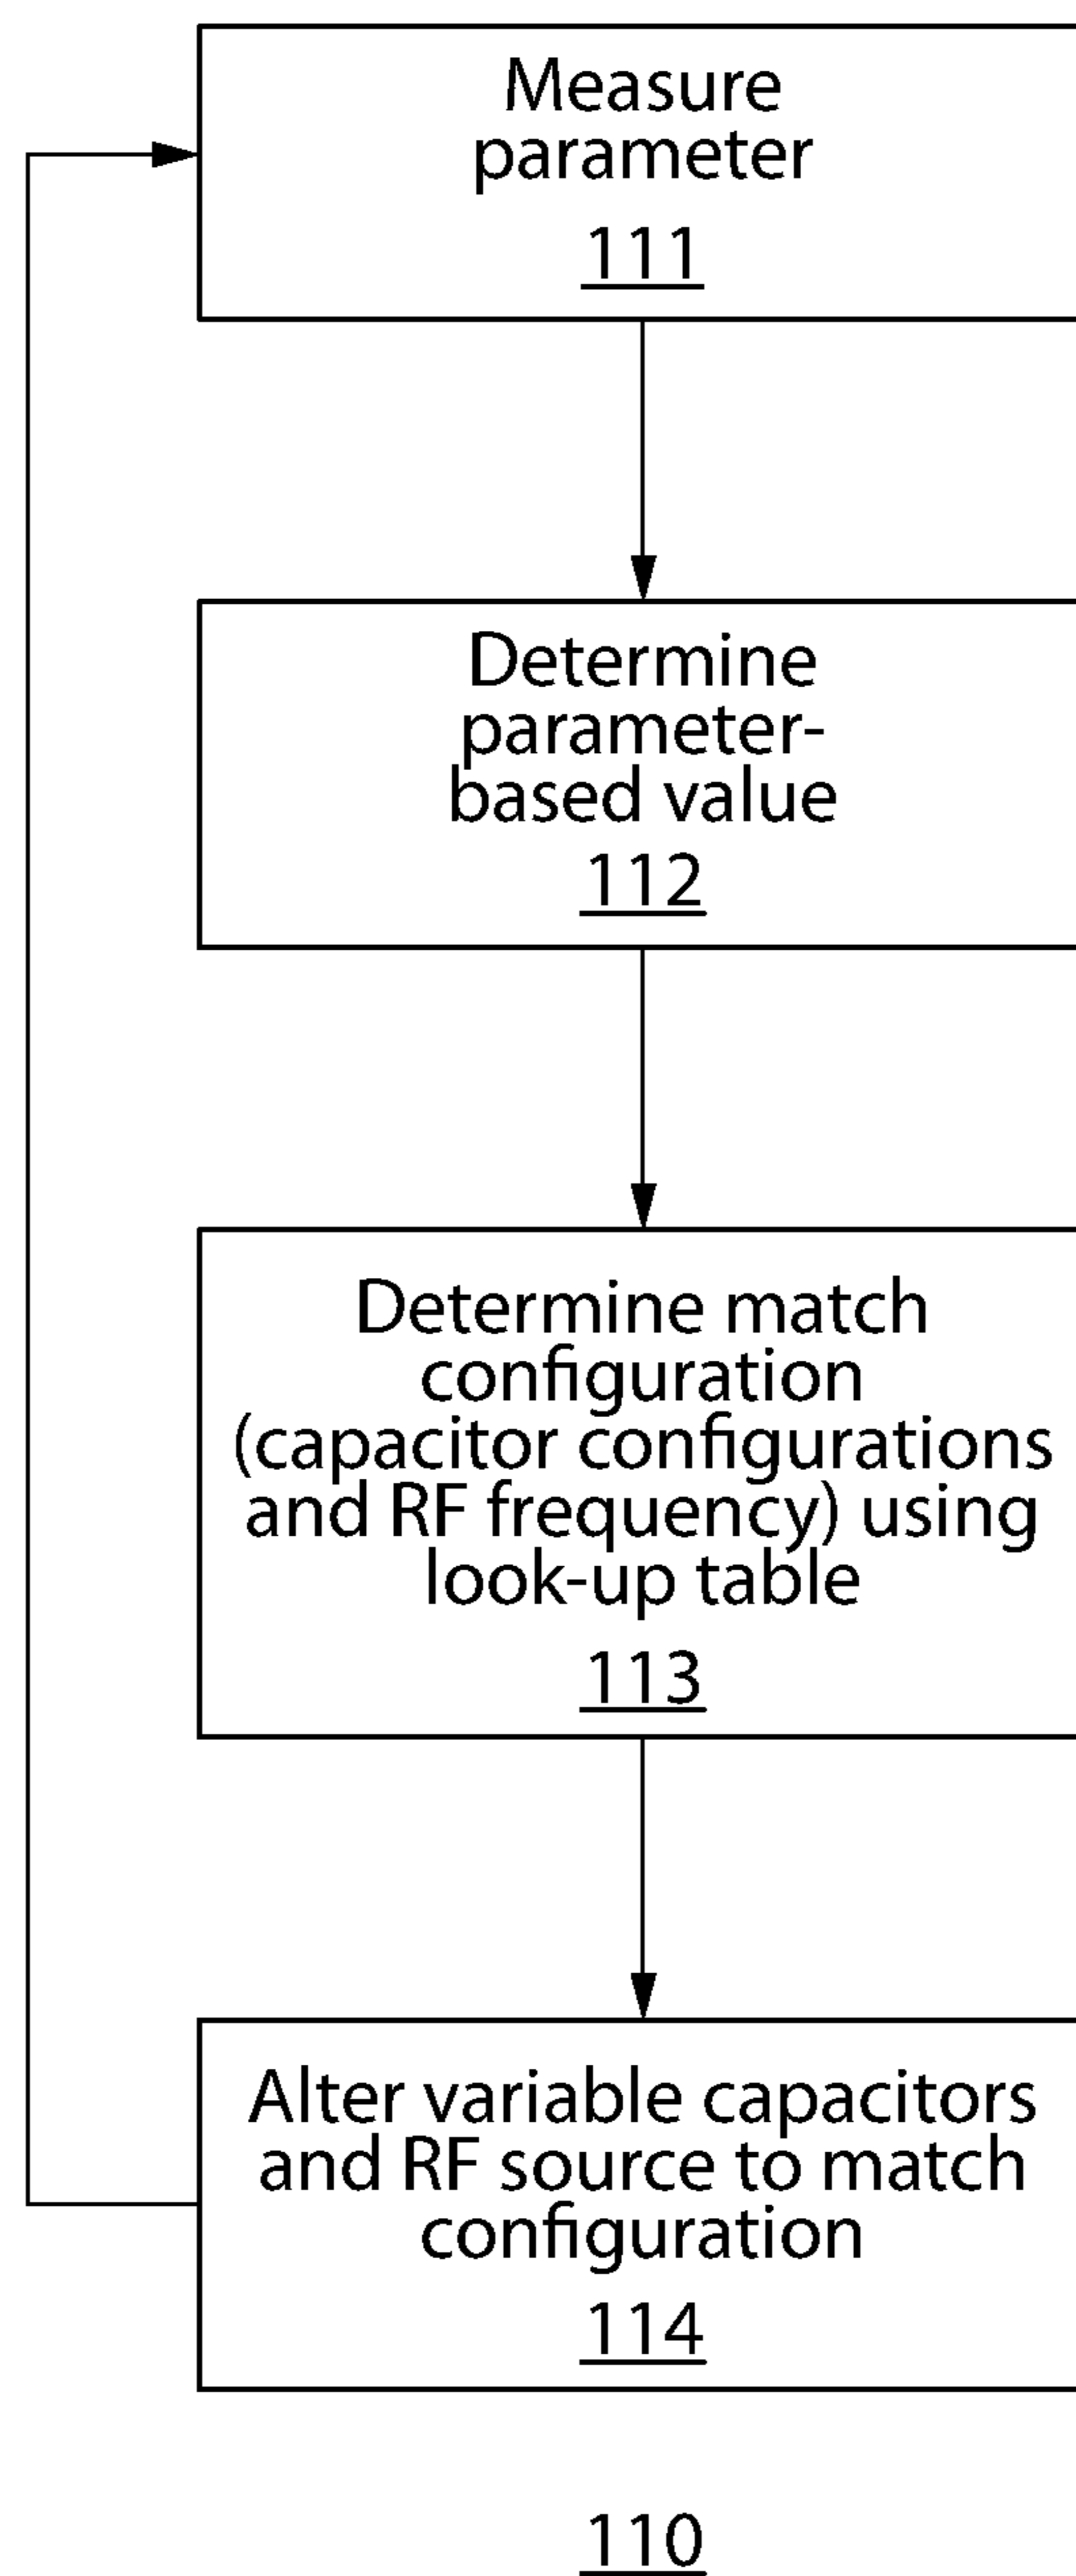 Measure
parameter
111
Determine
parameter-
based value
112
Determine match
configuration
(capacitor configurations
and RF frequency) using
look-up table
113
Alter variable capacitors
and RF source to match
configuration
114
110